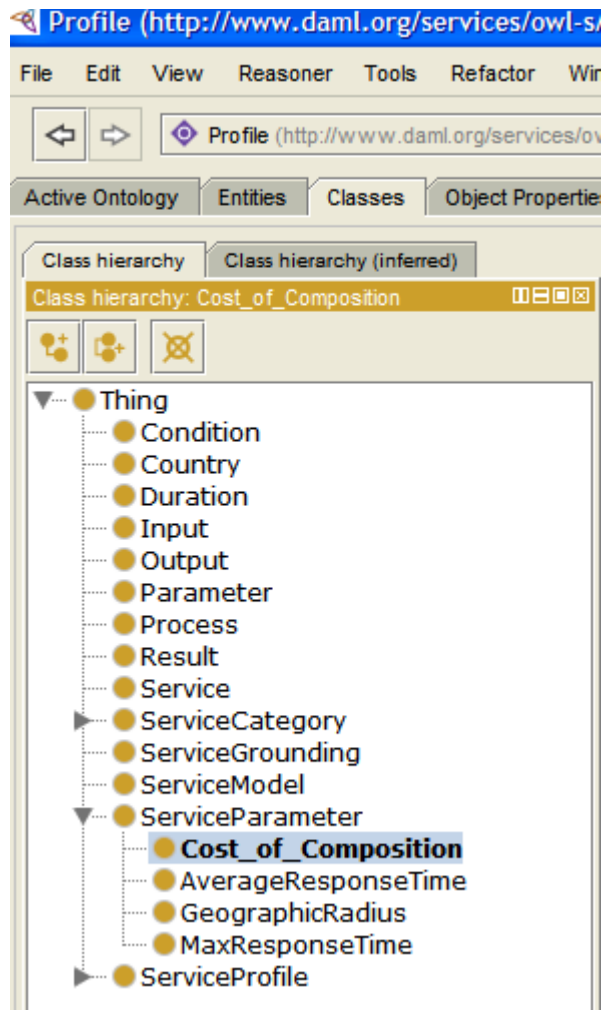 Profile (http://www.daml.org/services/owl-s/
File Edit View Reasoner Tools Refactor Win
Profile (http://www.daml.org/services/ov
Active Ontology Entities Classes Object Propertie
Class hierarchy Class hierarchy (inferred)
Class hierarchy: Cost_of_Composition
Thing
Condition
Country
Duration
Input
Output
Parameter
Process
Result
Service
ServiceCategory
ServiceGrounding
ServiceModel
ServiceParameter
Cost_of_Composition
AverageResponseTime
GeographicRadius
MaxResponseTime
ServiceProfile